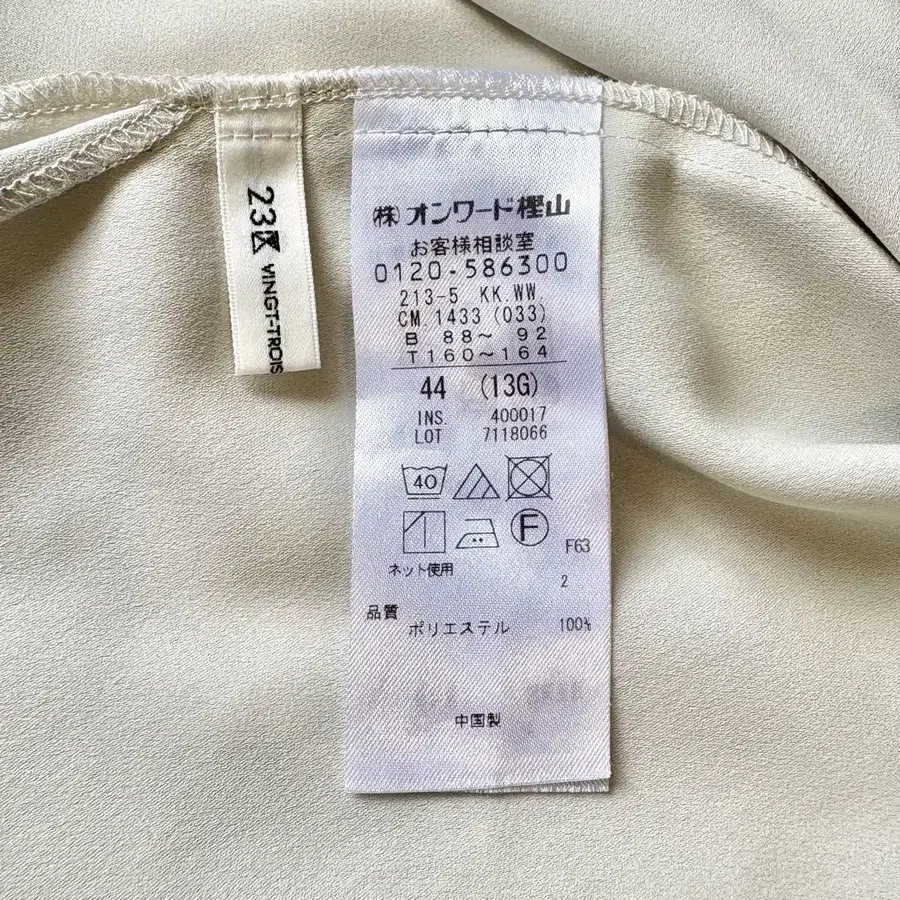 23区 VINGT-TROIS
㈱オンワード樫山
お客様相談室
0120-586300
213-5 KK.WW.
CM.1433 (033)
B 88〜 92
T160〜164
44 (13G)
INS. 400017
LOT 7118066
40
F
F63
ネット使用
2
品質
ポリエステル 100%
中国製